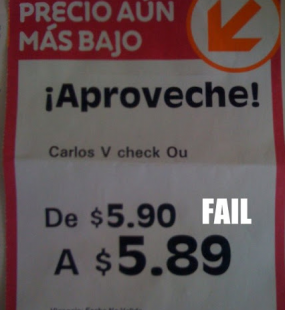 PRECIO AÚN
MÁS BAJO
¡Aproveche!
Carlos V check Ou
De $5.90 FAIL
A $5.89